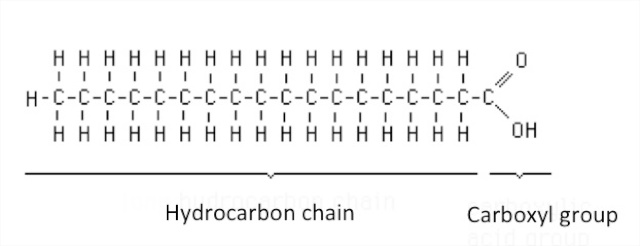 H H H H H H H H H H H H H H H H H O
H-C-C-C-C-C-C-C-C-C-C-C-C-C-C-C-C-C-C
H H H H H H H H H H H H H H H H H OH
Hydrocarbon chain Carboxyl group